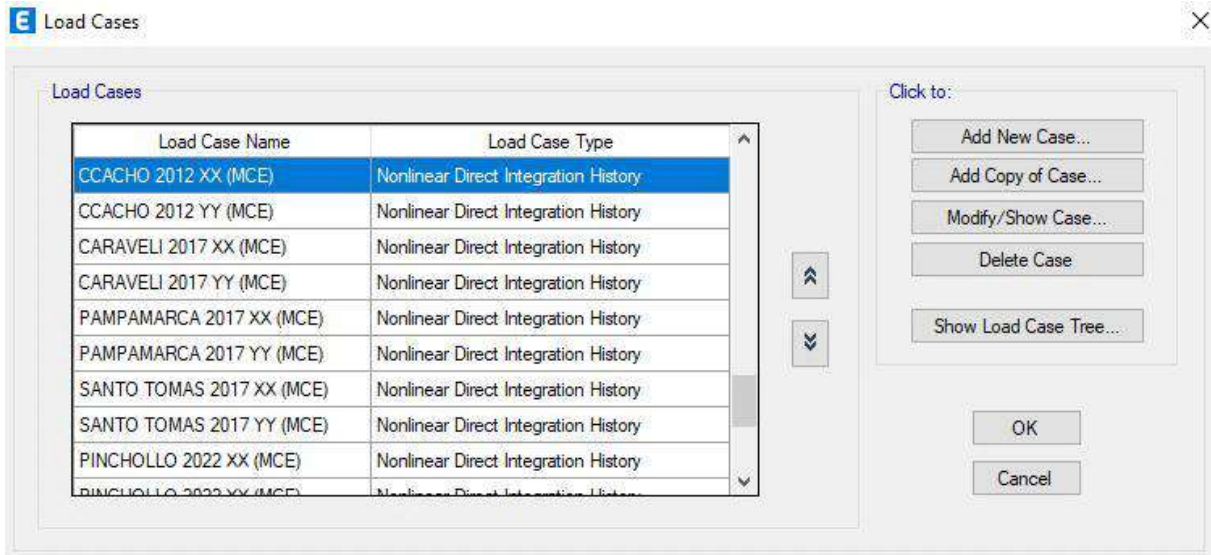 E Load Cases
Load Cases
Click to:
Load Case Name Load Case Type
CCACHO 2012 XX (MCE) Nonlinear Direct Integration History
CCACHO 2012 YY (MCE) Nonlinear Direct Integration History
CARAVELI 2017 XX (MCE) Nonlinear Direct Integration History
CARAVELI 2017 YY (MCE) Nonlinear Direct Integration History
PAMPAMARCA 2017 XX (MCE) Nonlinear Direct Integration History
PAMPAMARCA 2017 YY (MCE) Nonlinear Direct Integration History
SANTO TOMAS 2017 XX (MCE) Nonlinear Direct Integration History
SANTO TOMAS 2017 YY (MCE) Nonlinear Direct Integration History
PINCHOLLO 2022 XX (MCE) Nonlinear Direct Integration History
Add New Case...
Add Copy of Case...
Modify/Show Case...
Delete Case
Show Load Case Tree...
OK
Cancel